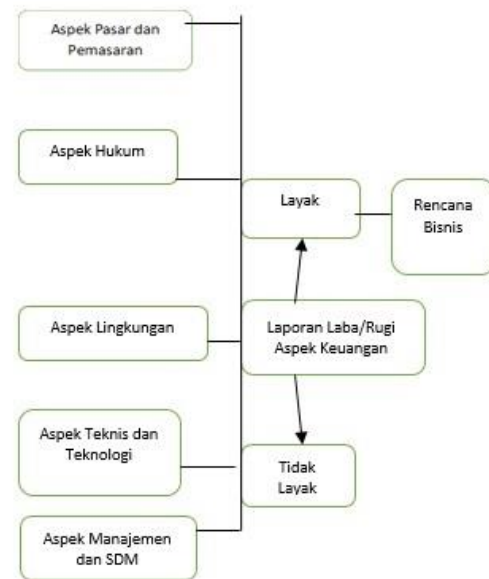 Aspek Pasar dan
Pemasaran
Aspek Hukum
Layak
Rencana
Bisnis
Aspek Lingkungan
Laporan Laba/Rugi
Aspek Keuangan
Aspek Teknis dan
Teknologi
Tidak
Layak
Aspek Manajemen
dan SDM